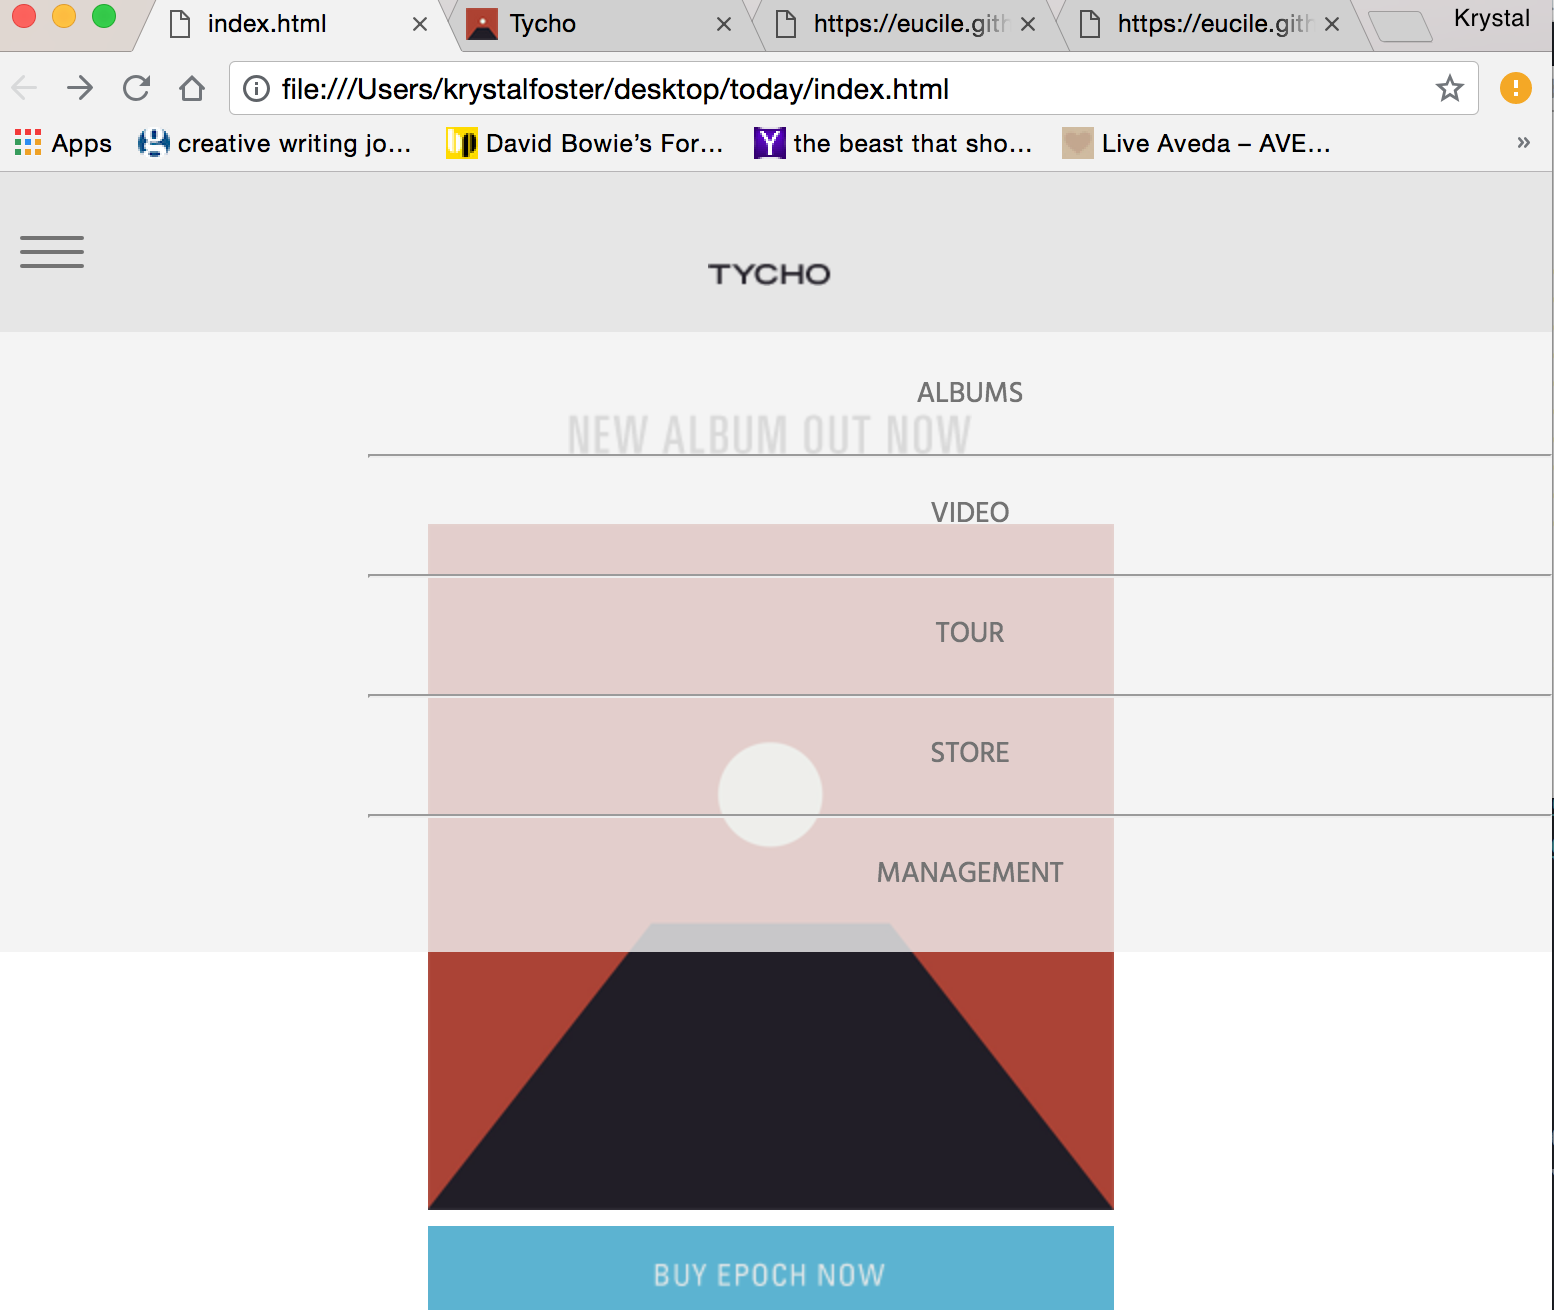 index.html
Tycho
https://eucile.gith
https://eucile.gith
Krystal
file:///Users/krystalfoster/desktop/today/index.html
Apps
creative writing jo...
David Bowie’s For...
the beast that sho...
Live Aveda – AVE...
»
TYCHO
ALBUMS
NEW ALBUM OUT NOW
VIDEO
TOUR
STORE
MANAGEMENT
BUY EPOCH NOW